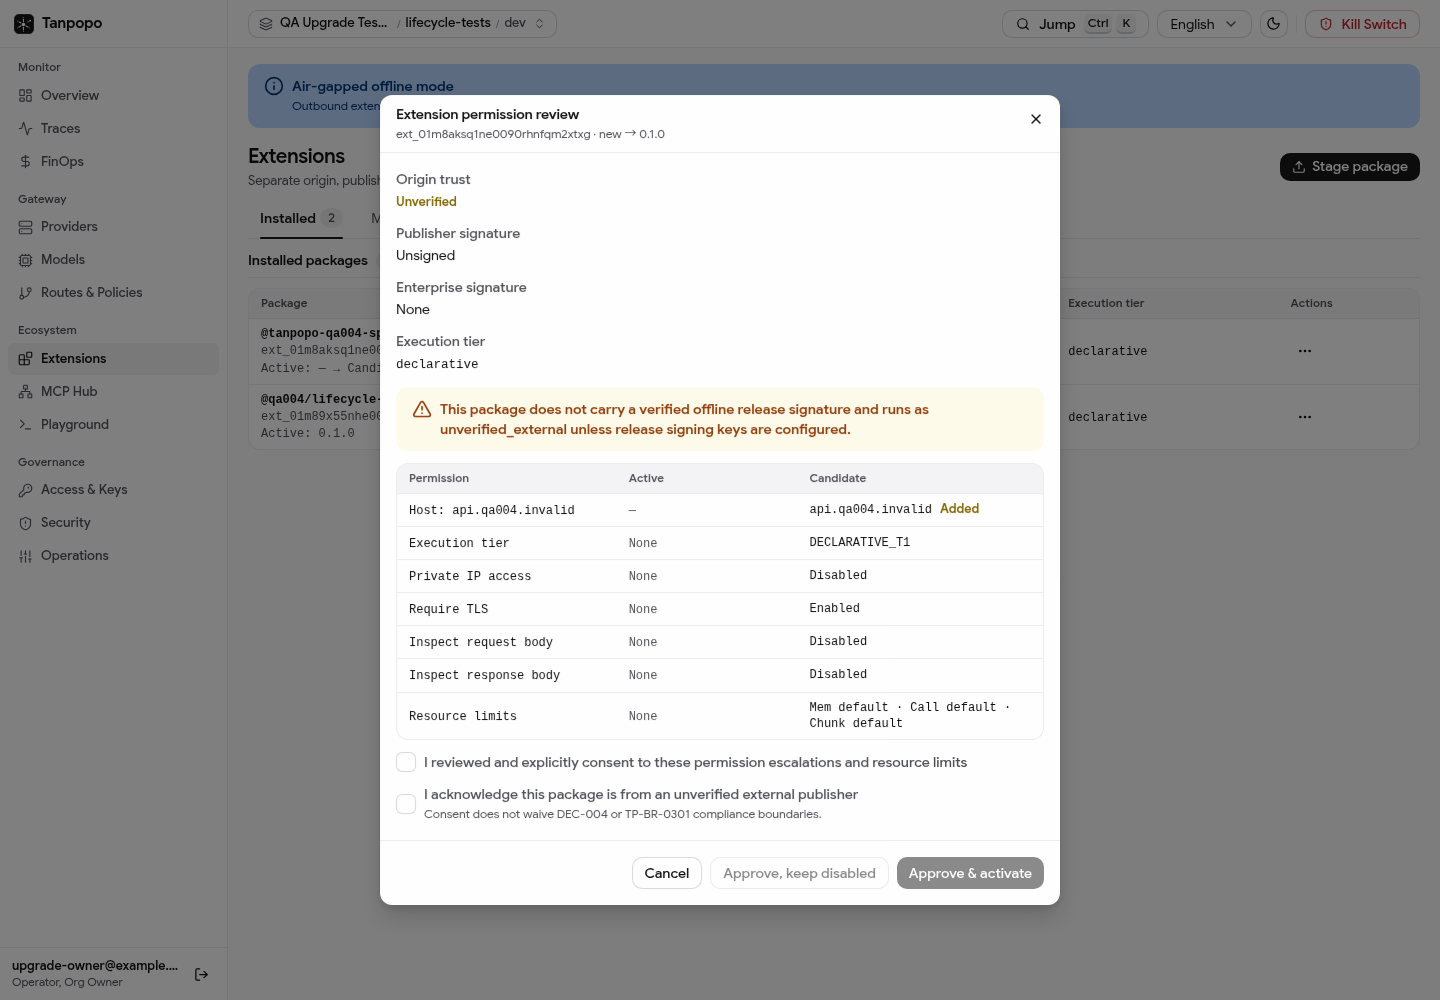 Tanpopo
QA Upgrade Tes... / lifecycle-tests / dev
Jump Ctrl K
English
Kill Switch
Monitor
Overview
Traces
FinOps
Gateway
Providers
Models
Routes & Policies
Ecosystem
Extensions
MCP Hub
Playground
Governance
Access & Keys
Security
Operations
upgrade-owner@example....
Operator, Org Owner
Air-gapped offline mode
Outbound exten
Extensions
Separate origin, publish
Stage package
Installed 2
M
Installed packages
Package
Execution tier
Actions
@tanpopo-qa004-sp
ext_01m8aksq1ne00
Active: — → Candi
declarative
@qa004/lifecycle-
ext_01m89x55nhe00
Active: 0.1.0
declarative
Extension permission review
ext_01m8aksq1ne0090rhnfqm2xtxg · new → 0.1.0
Origin trust
Unverified
Publisher signature
Unsigned
Enterprise signature
None
Execution tier
declarative
This package does not carry a verified offline release signature and runs as
unverified_external unless release signing keys are configured.
Permission Active Candidate
Host: api.qa004.invalid — api.qa004.invalid Added
Execution tier None DECLARATIVE_T1
Private IP access None Disabled
Require TLS None Enabled
Inspect request body None Disabled
Inspect response body None Disabled
Resource limits None Mem default · Call default ·
Chunk default
I reviewed and explicitly consent to these permission escalations and resource limits
I acknowledge this package is from an unverified external publisher
Consent does not waive DEC-004 or TP-BR-0301 compliance boundaries.
Cancel
Approve, keep disabled
Approve & activate